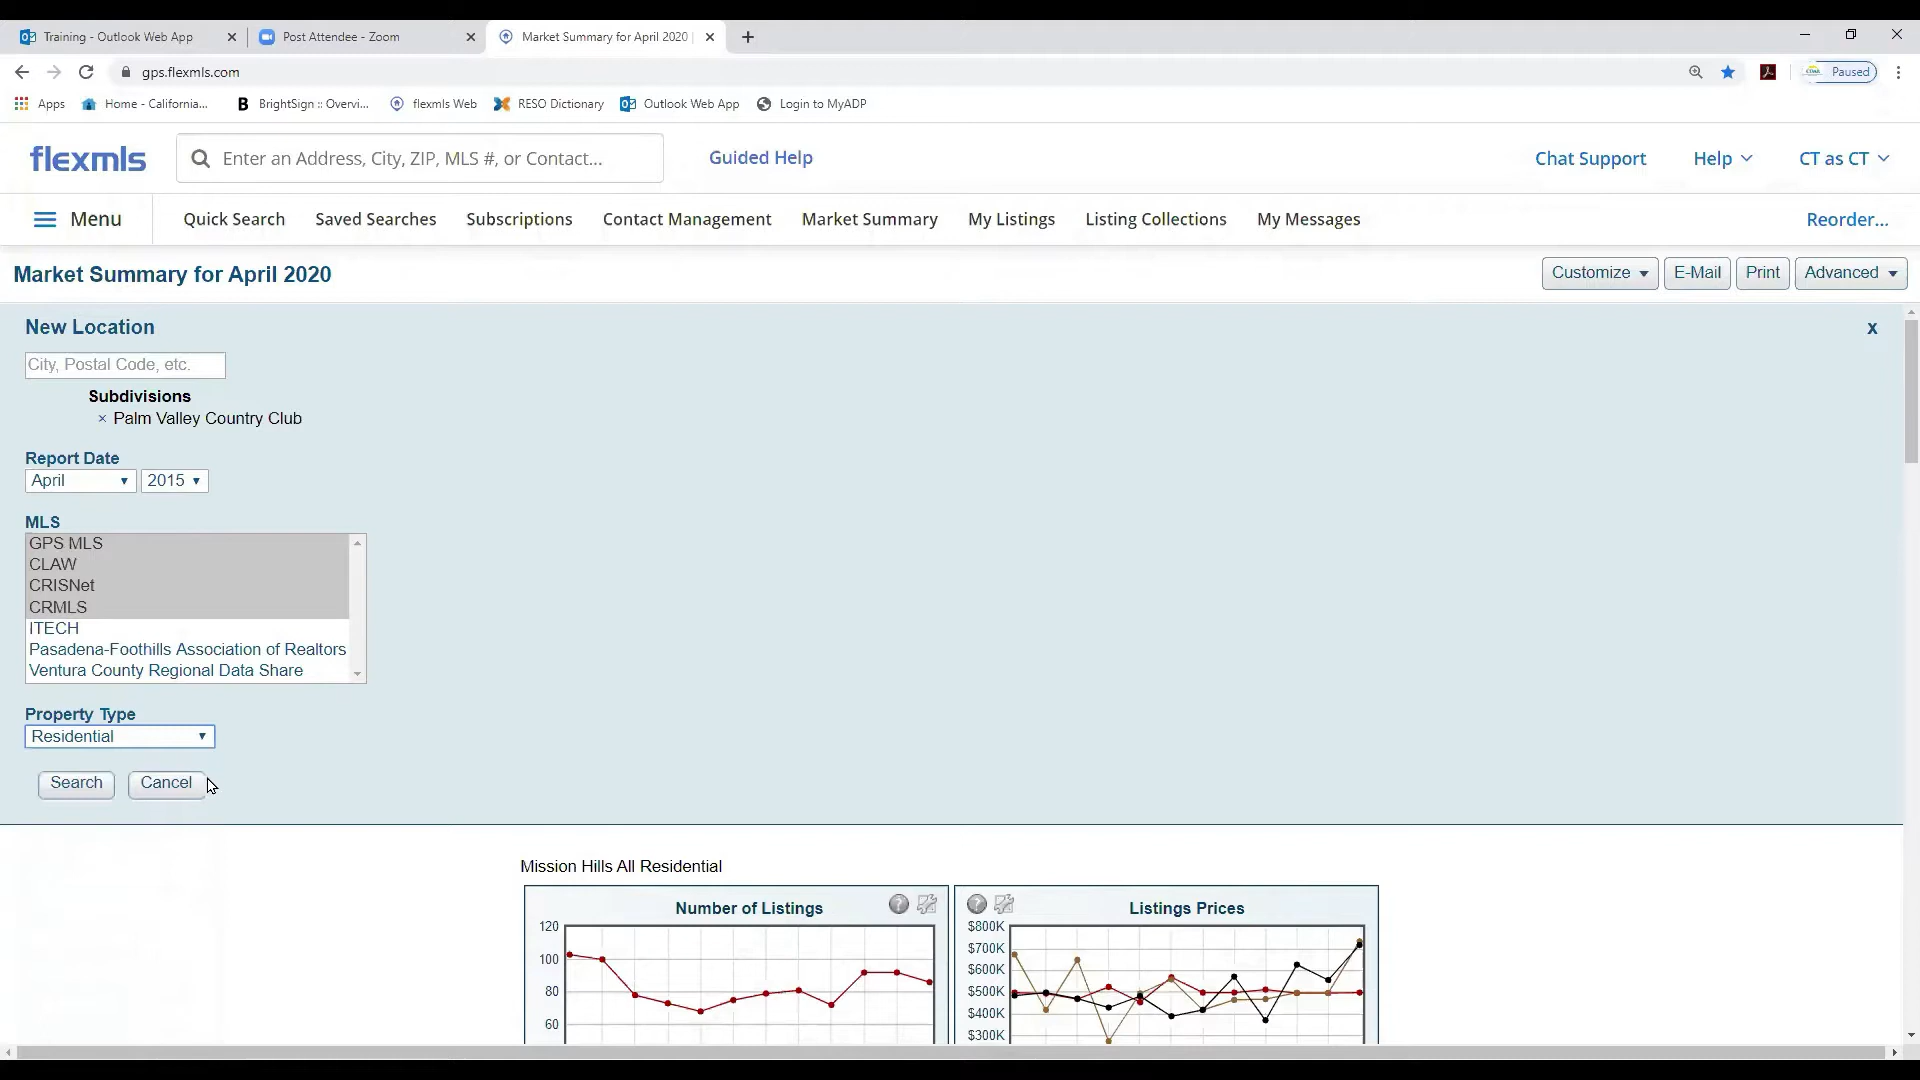 Training - Outlook Web App
Post Attendee - Zoom
Market Summary for April 2020
gps.flexmls.com
Paused
Apps
Home - California...
B BrightSign :: Overvi...
flexmls Web
RESO Dictionary
Outlook Web App
Login to MyADP
flexmls
Enter an Address, City, ZIP, MLS #, or Contact...
Guided Help
Chat Support
Help
CT as CT
Menu
Quick Search
Saved Searches
Subscriptions
Contact Management
Market Summary
My Listings
Listing Collections
My Messages
Reorder...
Market Summary for April 2020
Customize
E-Mail
Print
Advanced
New Location
x
City, Postal Code, etc.
Subdivisions
× Palm Valley Country Club
Report Date
April
2015
MLS
GPS MLS
CLAW
CRISNet
CRMLS
ITECH
Pasadena-Foothills Association of Realtors
Ventura County Regional Data Share
Property Type
Residential
Search
Cancel
Mission Hills All Residential
Number of Listings
120
100
80
60
Listings Prices
$800K
$700K
$600K
$500K
$400K
$300K